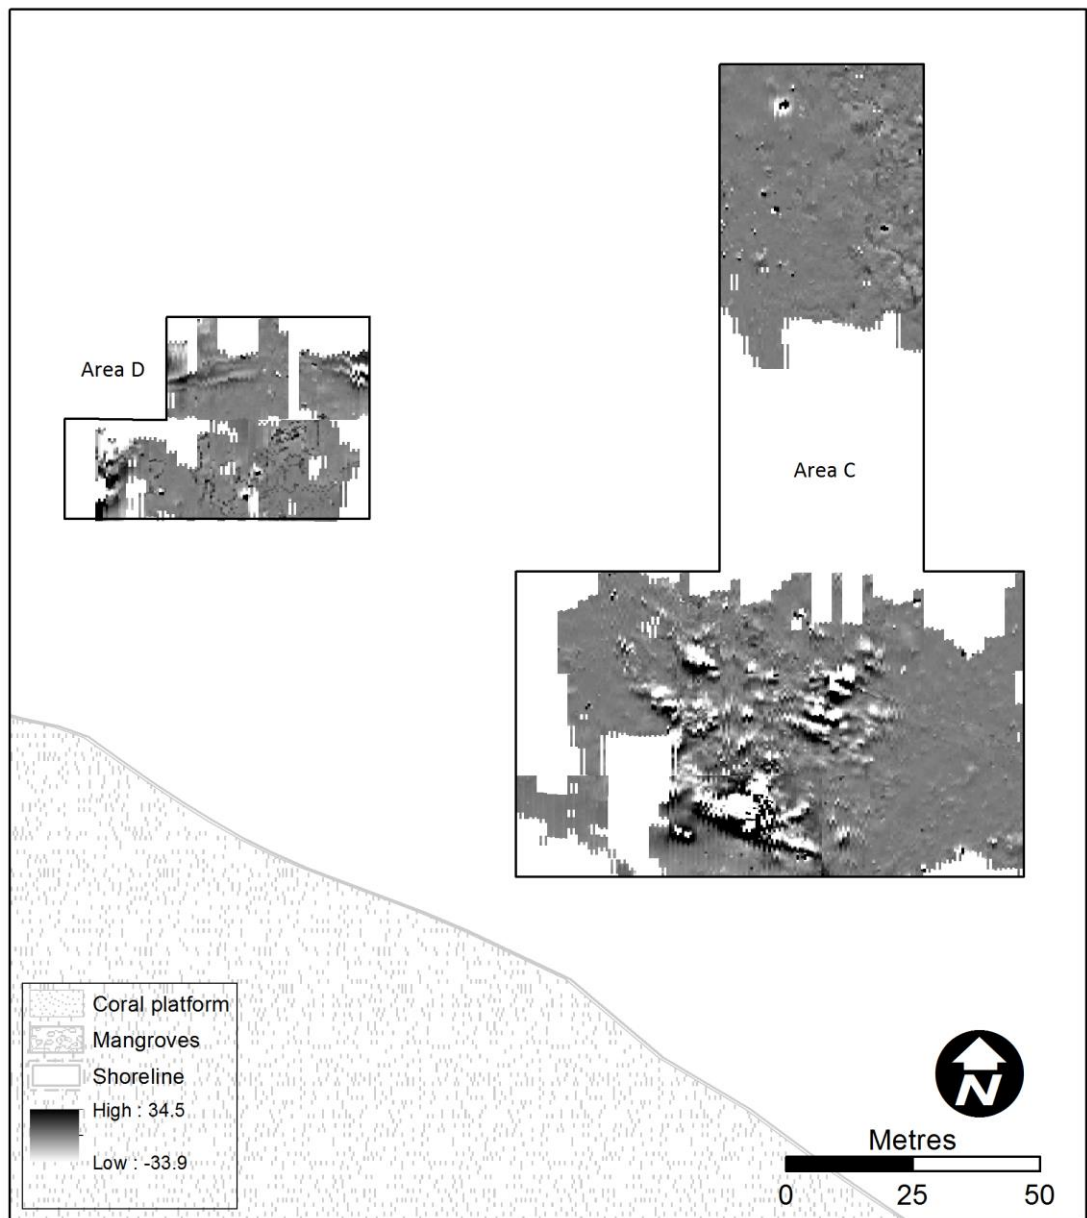 Area D
Area C
Coral platform
Mangroves
Shoreline
High : 34.5
Low : -33.9
N
Metres
0 25 50